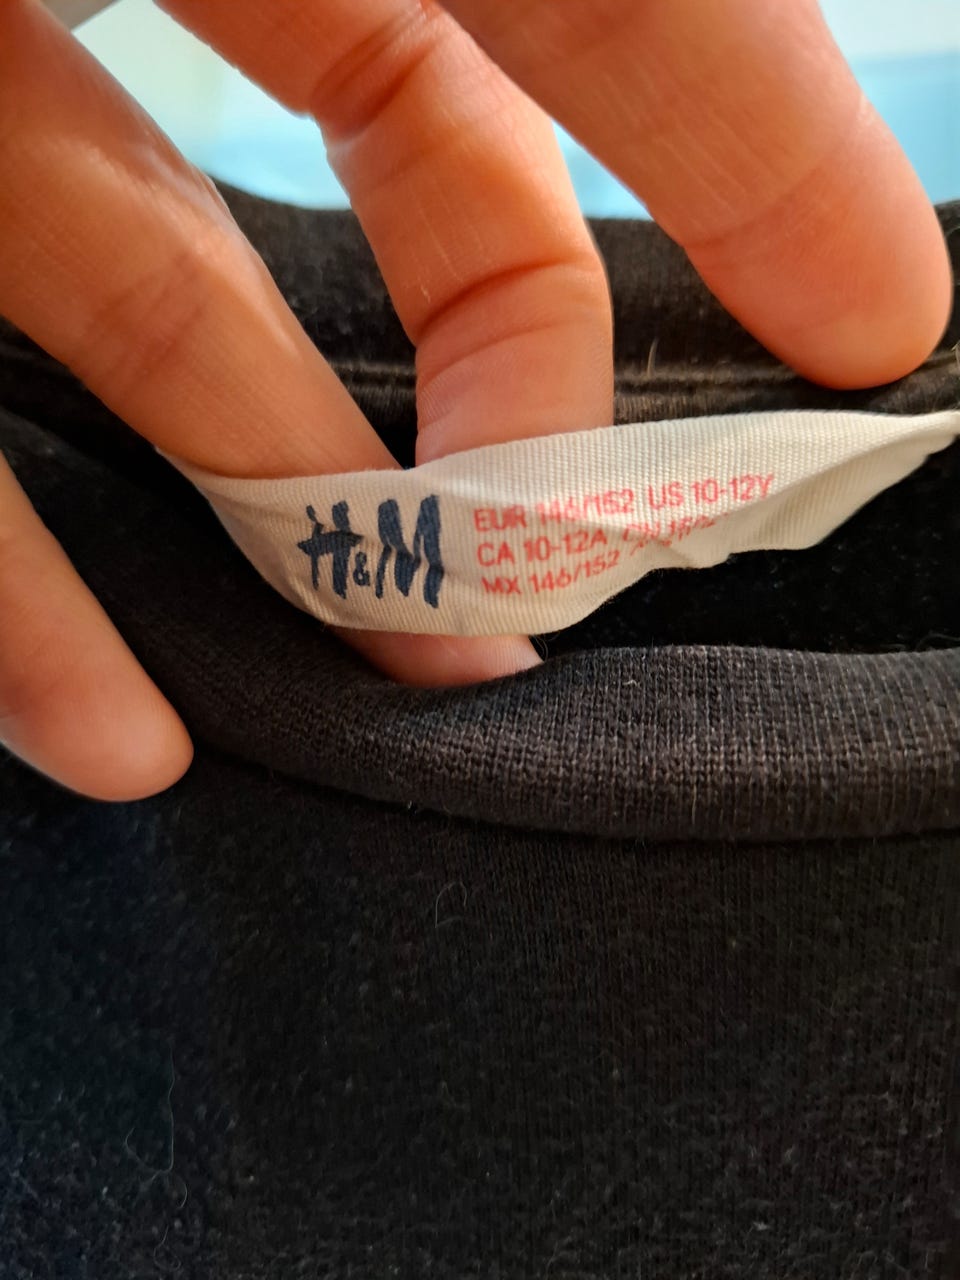 H&M
EUR 146/152 US 10-12Y
CA 10-12A
MX 146/152